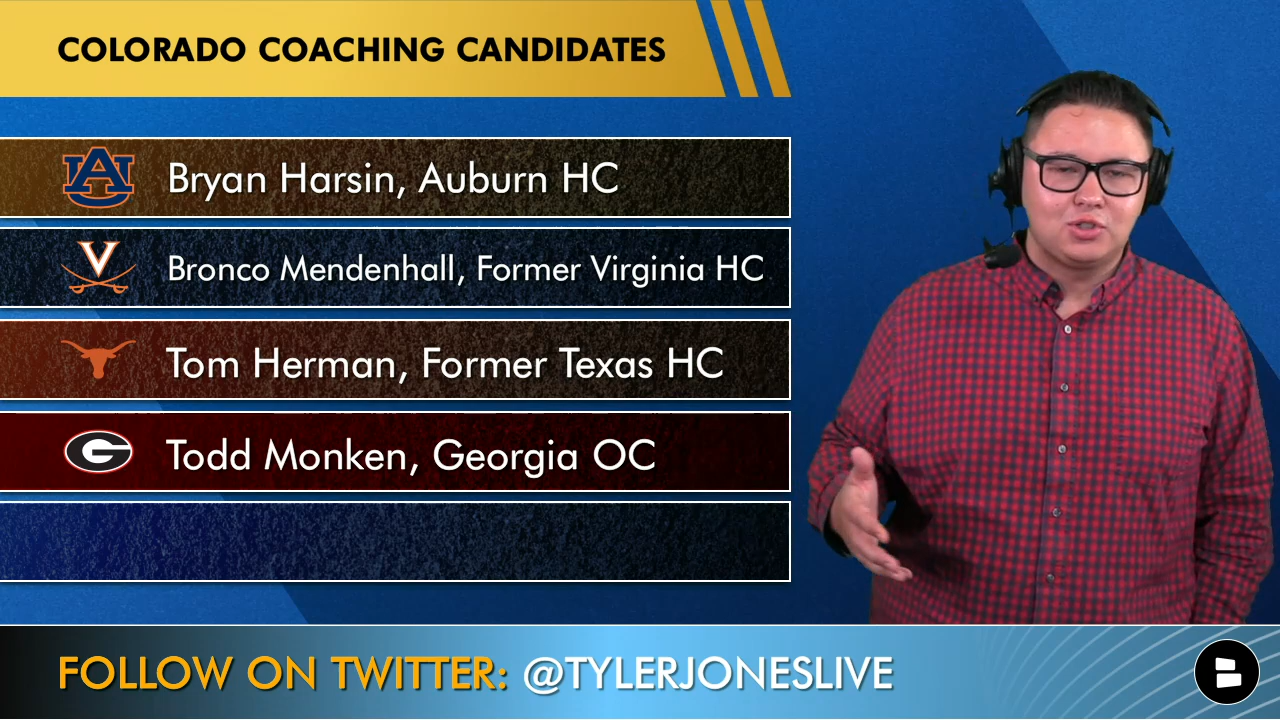 COLORADO COACHING CANDIDATES
Bryan Harsin, Auburn HC
Bronco Mendenhall, Former Virginia HC
Tom Herman, Former Texas HC
Todd Monken, Georgia OC
FOLLOW ON TWITTER: @TYLERJONESLIVE